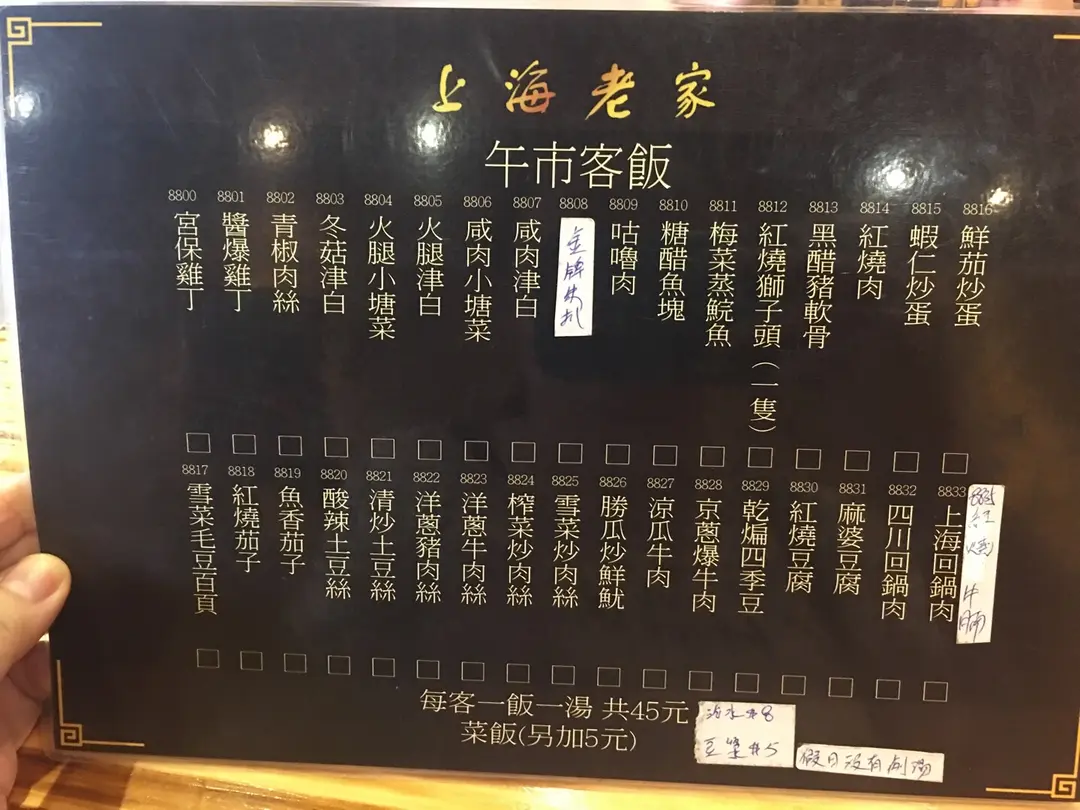 上海老家
午市客飯
8800 宮保雞丁
8801 醬爆雞丁
8802 青椒肉絲
8803 冬菇津白
8804 火腿小塘菜
8805 火腿津白
8806 咸肉小塘菜
8807 咸肉津白
8808 金牌牛扒
8809 咕嚕肉
8810 糖醋魚塊
8811 梅菜蒸鯇魚
8812 紅燒獅子頭(一隻)
8813 黑醋豬軟骨
8814 紅燒肉
8815 蝦仁炒蛋
8816 鮮茄炒蛋
8817 雪菜毛豆百頁
8818 紅燒茄子
8819 魚香茄子
8820 酸辣土豆絲
8821 清炒土豆絲
8822 洋蔥豬肉絲
8823 洋蔥牛肉絲
8824 榨菜炒肉絲
8825 雪菜炒肉絲
8826 勝瓜炒鮮魷
8827 涼瓜牛肉
8828 京蔥爆牛肉
8829 乾煸四季豆
8830 紅燒豆腐
8831 麻婆豆腐
8832 四川回鍋肉
8833 上海回鍋肉
8835 紅燒牛腩
每客一飯一湯 共45元
菜飯(另加5元)
汽水#8
豆漿#5
假日沒有例湯